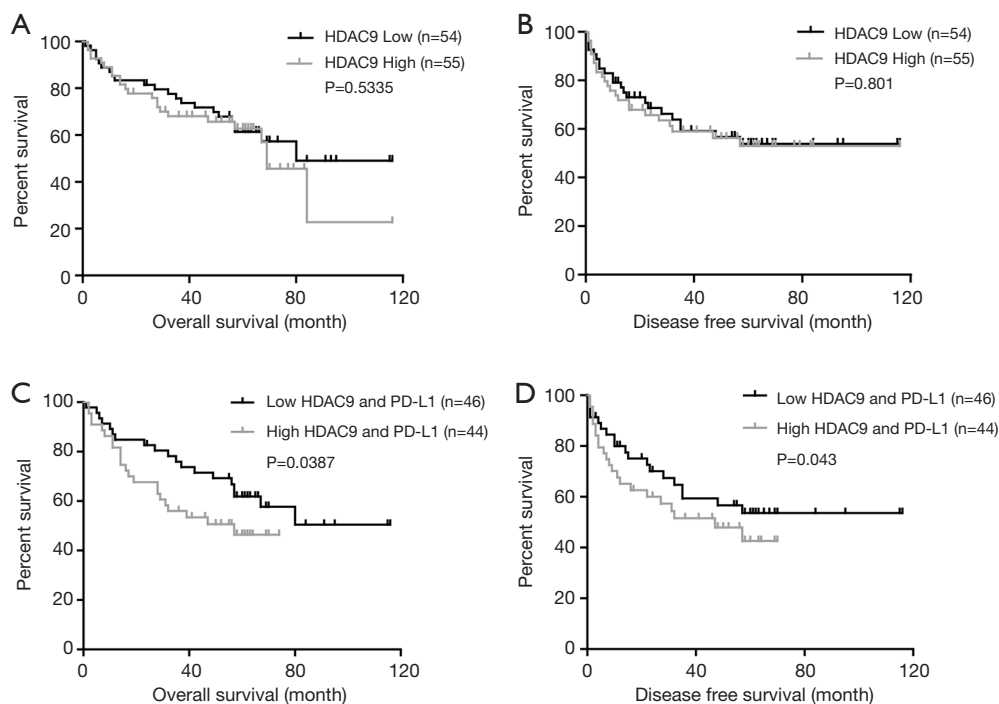 A
HDAC9 Low (n=54)
HDAC9 High (n=55)
P=0.5335
Percent survival
100
80
60
40
20
0
0 40 80 120
Overall survival (month)
B
HDAC9 Low (n=54)
HDAC9 High (n=55)
P=0.801
Percent survival
100
80
60
40
20
0
0 40 80 120
Disease free survival (month)
C
Low HDAC9 and PD-L1 (n=46)
High HDAC9 and PD-L1 (n=44)
P=0.0387
Percent survival
100
80
60
40
20
0
0 40 80 120
Overall survival (month)
D
Low HDAC9 and PD-L1 (n=46)
High HDAC9 and PD-L1 (n=44)
P=0.043
Percent survival
100
80
60
40
20
0
0 40 80 120
Disease free survival (month)